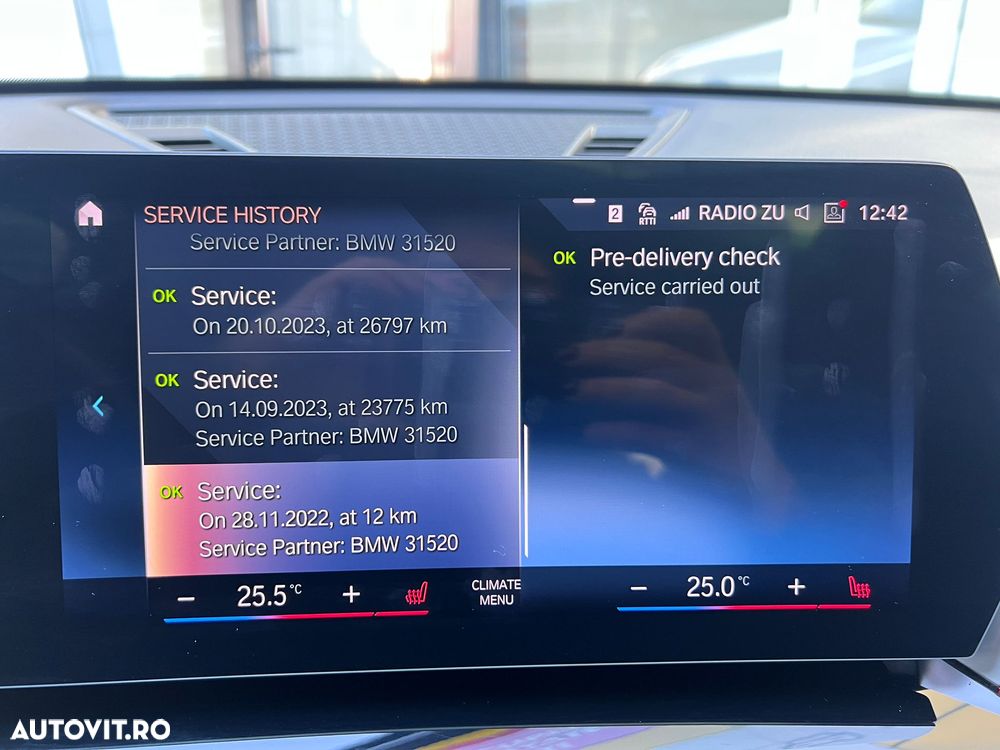 SERVICE HISTORY
2 RTTI RADIO ZU 12:42
Service Partner: BMW 31520
OK Service:
On 20.10.2023, at 26797 km
OK Service:
On 14.09.2023, at 23775 km
Service Partner: BMW 31520
OK Service:
On 28.11.2022, at 12 km
Service Partner: BMW 31520
OK Pre-delivery check
Service carried out
− 25.5 °C +
CLIMATE
MENU
− 25.0 °C +
AUTOVIT.RO